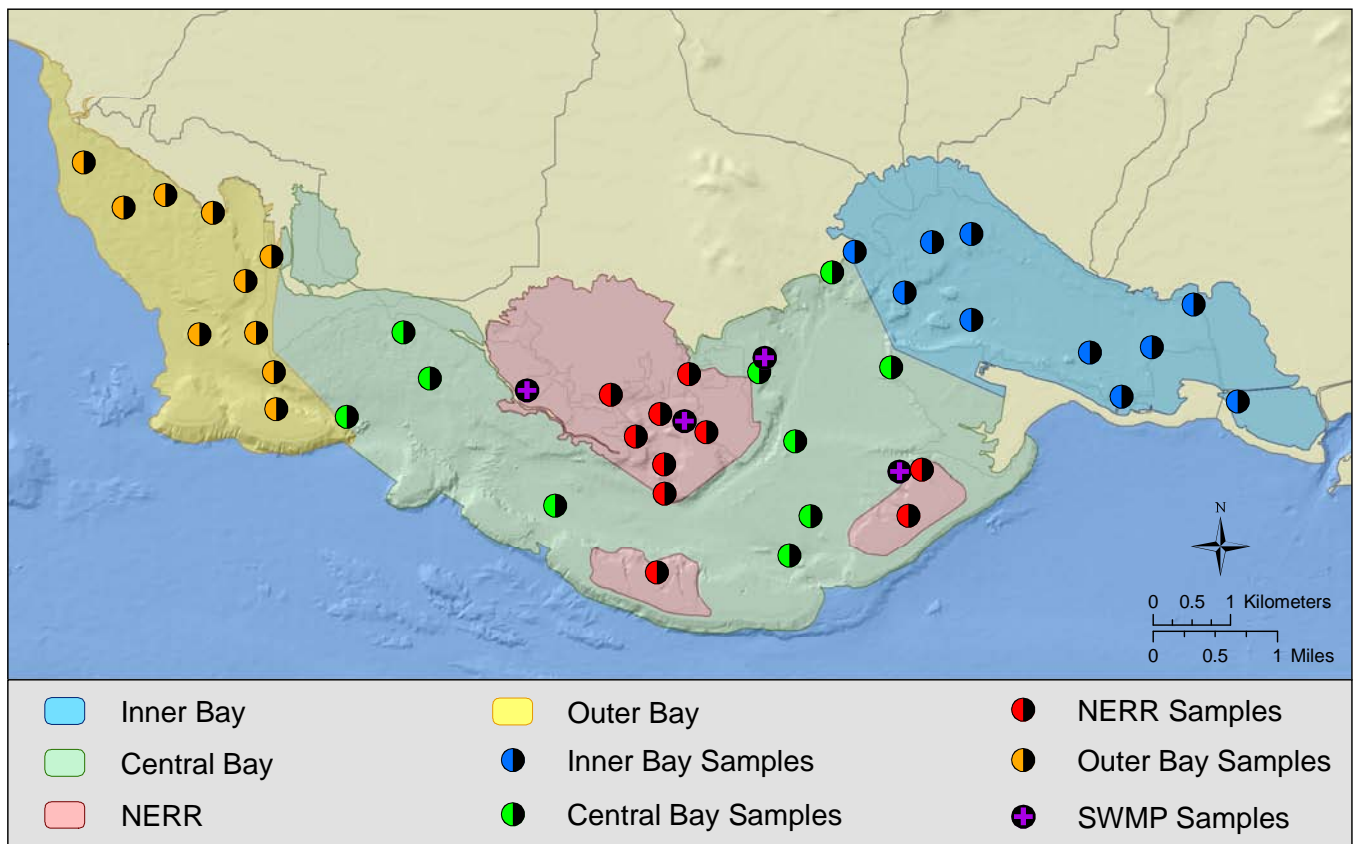 N
0 0.5 1 Kilometers
0 0.5 1 Miles
Inner Bay
Central Bay
NERR
Outer Bay
Inner Bay Samples
Central Bay Samples
NERR Samples
Outer Bay Samples
SWMP Samples